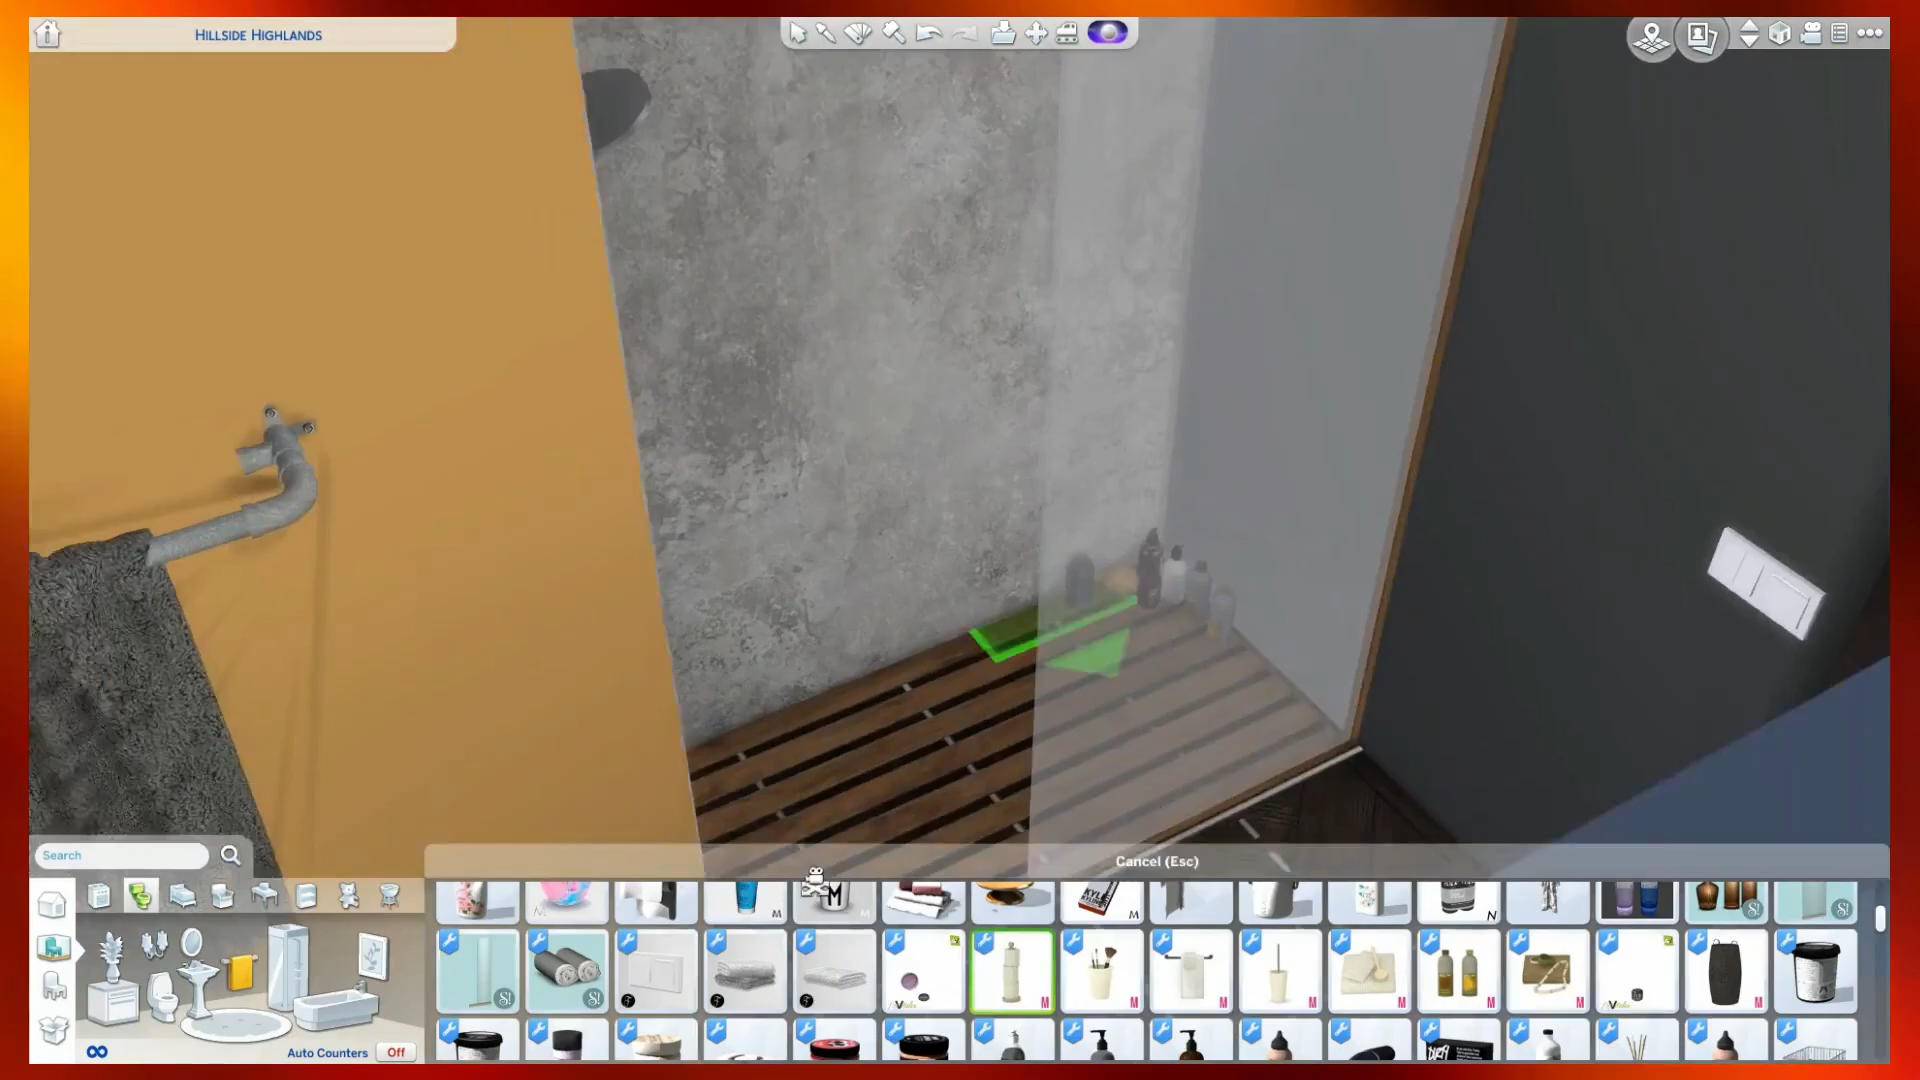 HILLSIDE HIGHLANDS
Search
Cancel (Esc)
Auto Counters
Off